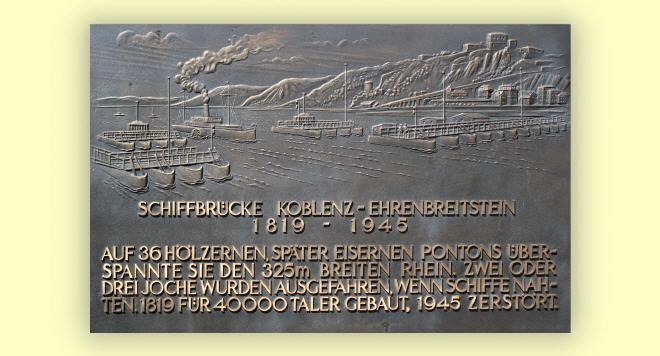 SCHIFFBRÜCKE KOBLENZ-EHRENBREITSTEIN
1819 - 1945
AUF 36 HÖLZERNEN, SPÄTER EISERNEN PONTONS ÜBER-
SPANNTE SIE DEN 325m BREITEN RHEIN. ZWEI ODER
DREI JOCHE WURDEN AUSGEFAHREN, WENN SCHIFFE NAH-
TEN. 1819 FÜR 40000 TALER GEBAUT, 1945 ZERSTÖRT.